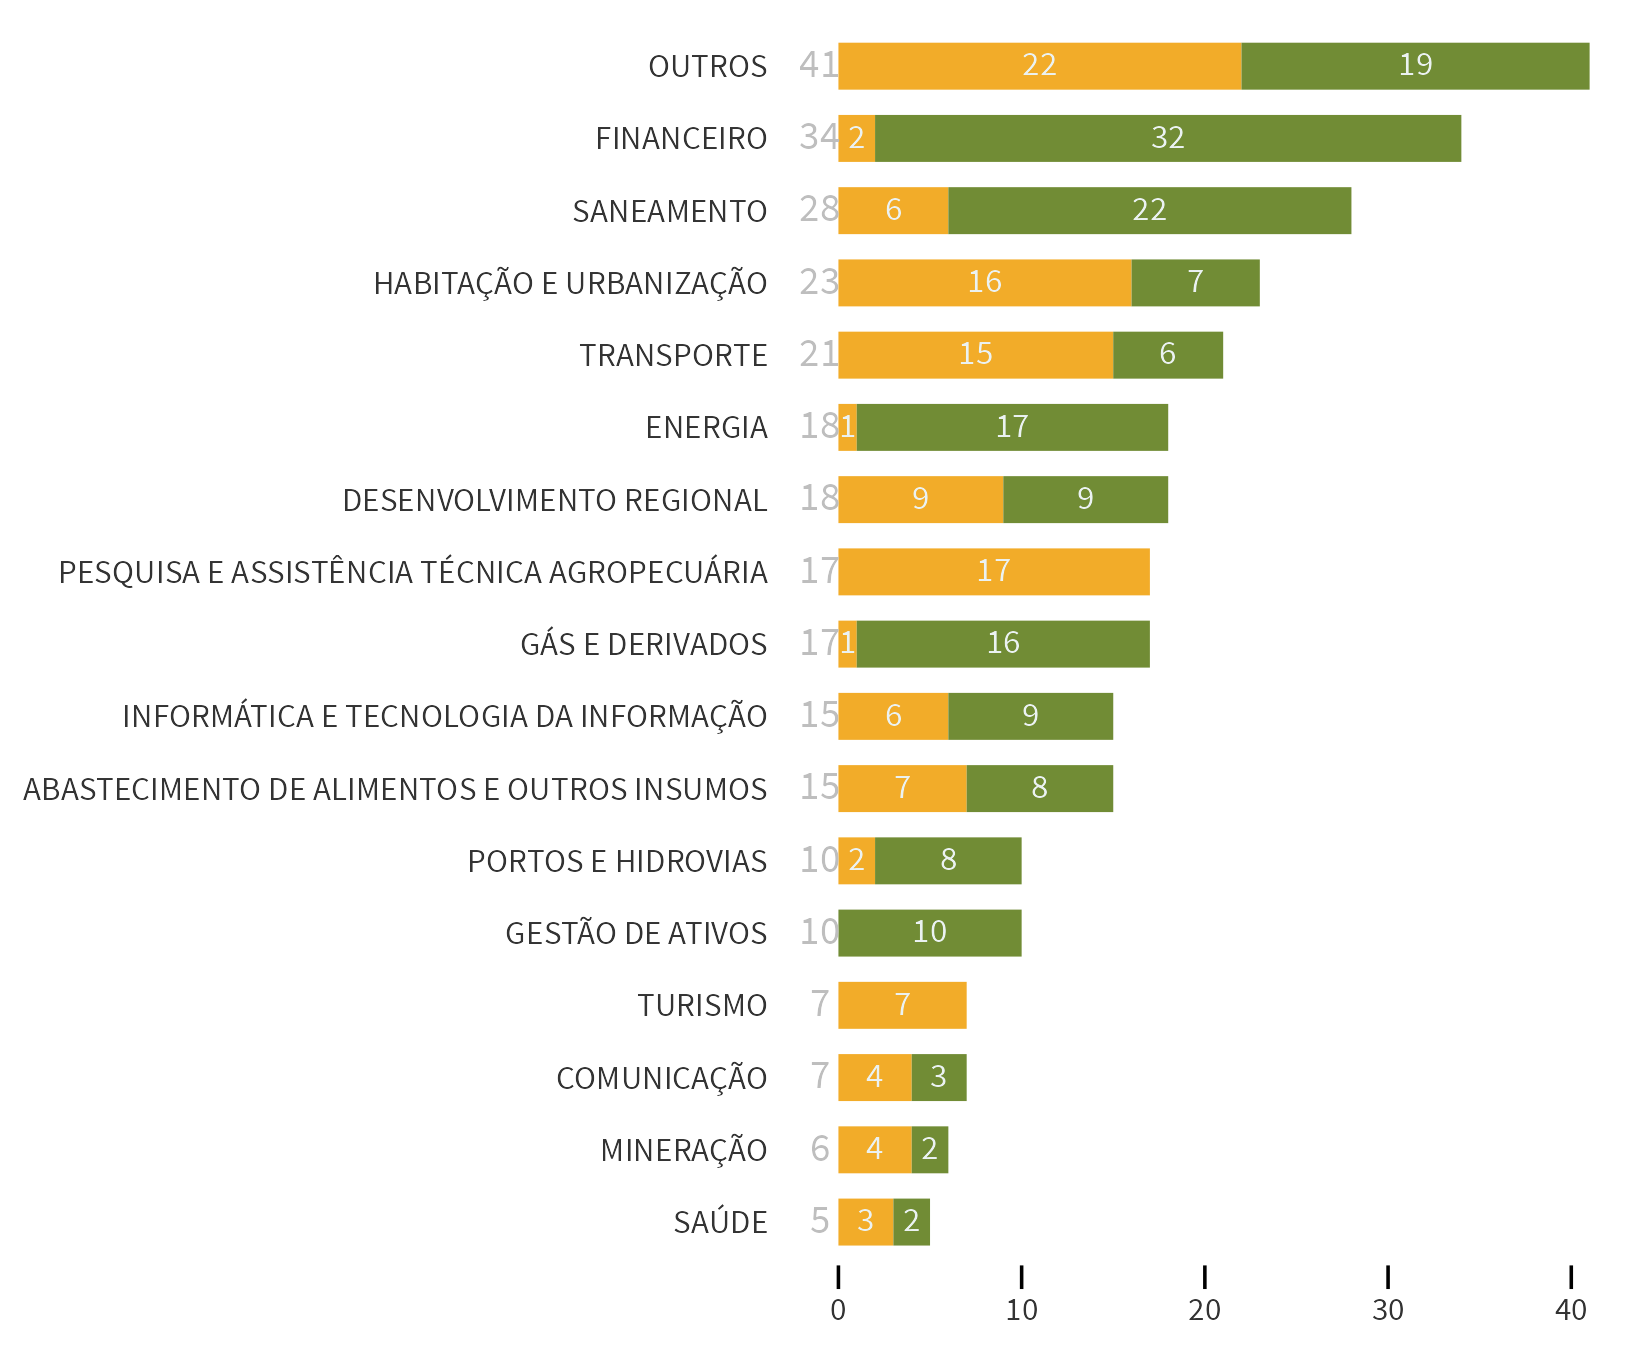 OUTROS 41 22 19
FINANCEIRO 34 2 32
SANEAMENTO 28 6 22
HABITAÇÃO E URBANIZAÇÃO 23 16 7
TRANSPORTE 21 15 6
ENERGIA 18 1 17
DESENVOLVIMENTO REGIONAL 18 9 9
PESQUISA E ASSISTÊNCIA TÉCNICA AGROPECUÁRIA 17 17
GÁS E DERIVADOS 17 1 16
INFORMÁTICA E TECNOLOGIA DA INFORMAÇÃO 15 6 9
ABASTECIMENTO DE ALIMENTOS E OUTROS INSUMOS 15 7 8
PORTOS E HIDROVIAS 10 2 8
GESTÃO DE ATIVOS 10 10
TURISMO 7 7
COMUNICAÇÃO 7 4 3
MINERAÇÃO 6 4 2
SAÚDE 5 3 2
0 10 20 30 40